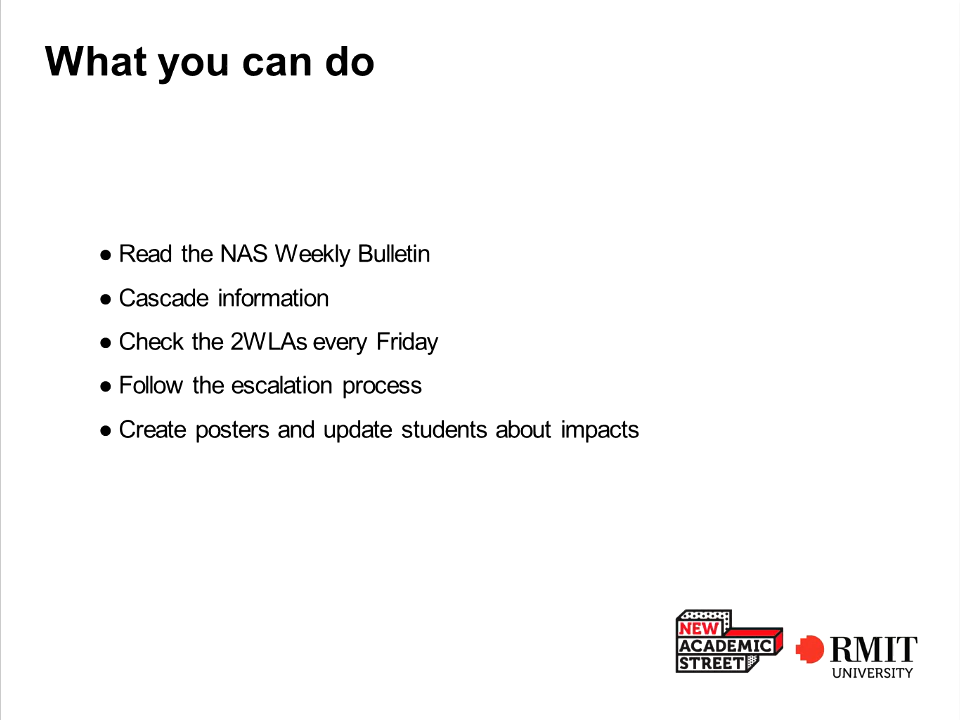 What you can do
● Read the NAS Weekly Bulletin
● Cascade information
● Check the 2WLAs every Friday
● Follow the escalation process
● Create posters and update students about impacts
NEW
ACADEMIC
STREET
RMIT
UNIVERSITY